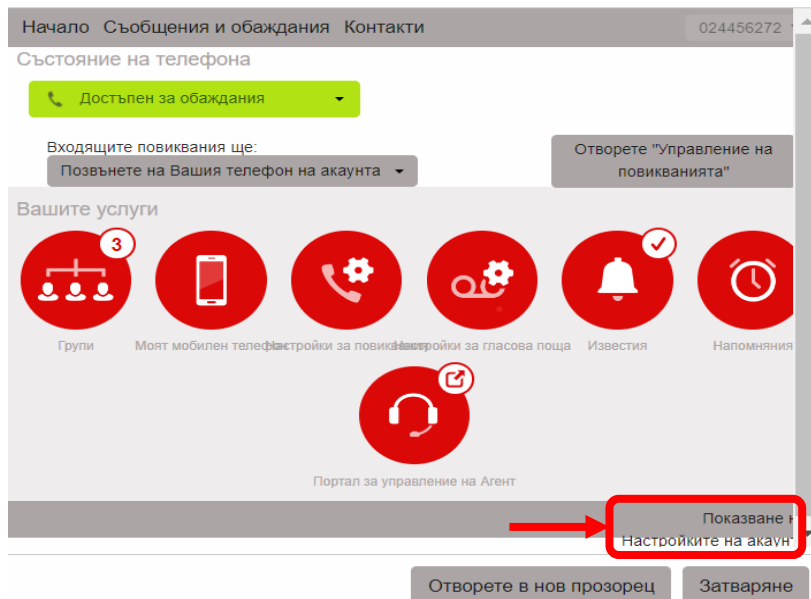 Начало Съобщения и обаждания Контакти 024456272
Състояние на телефона
Достъпен за обаждания
Входящите повиквания ще:
Позвънете на Вашия телефон на акаунта
Отворете "Управление на
повикванията"
Вашите услуги
3
Групи Моят мобилен телефон Настройки за повиквания Настройки за гласова поща Известия Напомняния
Портал за управление на Агент
Показване н
Настройките на акаунт
Отворете в нов прозорец Затваряне